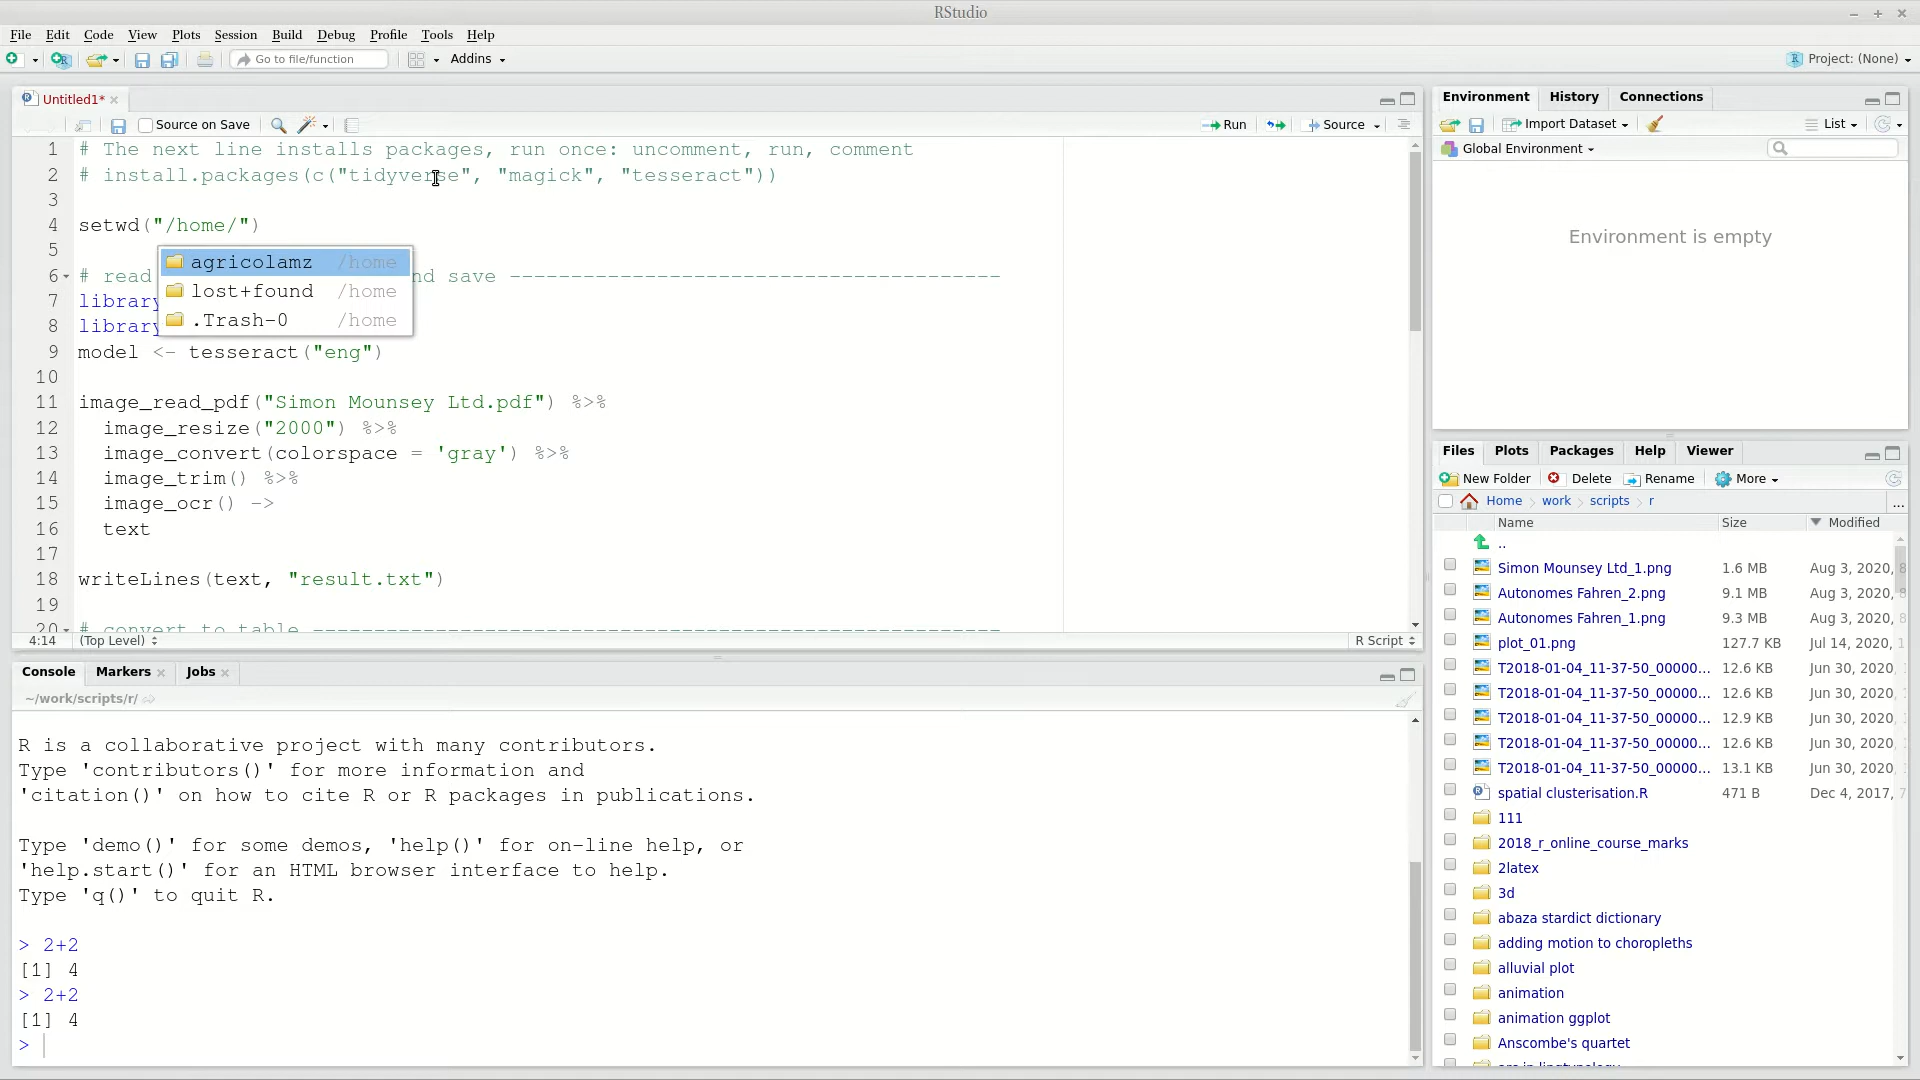 RStudio
File Edit Code View Plots Session Build Debug Profile Tools Help
Go to file/function Addins Project: (None)
Untitled1*
Source on Save Run Source
1 # The next line installs packages, run once: uncomment, run, comment
2 # install.packages(c("tidyverse", "magick", "tesseract"))
3
4 setwd("/home/")
5
agricolamz /home
6 # read nd save ----------------------------------------
lost+found /home
7 library
.Trash-0 /home
8 library
9 model <- tesseract("eng")
10
11 image_read_pdf("Simon Mounsey Ltd.pdf") %>%
12 image_resize("2000") %>%
13 image_convert(colorspace = 'gray') %>%
14 image_trim() %>%
15 image_ocr() ->
16 text
17
18 writeLines(text, "result.txt")
19
20 # convert to table --------------------------------------------------------
4:14 (Top Level) R Script
Console Markers Jobs
~/work/scripts/r/
R is a collaborative project with many contributors.
Type 'contributors()' for more information and
'citation()' on how to cite R or R packages in publications.
Type 'demo()' for some demos, 'help()' for on-line help, or
'help.start()' for an HTML browser interface to help.
Type 'q()' to quit R.
> 2+2
[1] 4
> 2+2
[1] 4
>
Environment History Connections
Import Dataset List
Global Environment
Environment is empty
Files Plots Packages Help Viewer
New Folder Delete Rename More
Home work scripts r ...
Name Size Modified
..
Simon Mounsey Ltd_1.png 1.6 MB Aug 3, 2020, 8
Autonomes Fahren_2.png 9.1 MB Aug 3, 2020, 8
Autonomes Fahren_1.png 9.3 MB Aug 3, 2020, 8
plot_01.png 127.7 KB Jul 14, 2020, 1
T2018-01-04_11-37-50_00000... 12.6 KB Jun 30, 2020,
T2018-01-04_11-37-50_00000... 12.6 KB Jun 30, 2020,
T2018-01-04_11-37-50_00000... 12.9 KB Jun 30, 2020,
T2018-01-04_11-37-50_00000... 12.6 KB Jun 30, 2020,
T2018-01-04_11-37-50_00000... 13.1 KB Jun 30, 2020,
spatial clusterisation.R 471 B Dec 4, 2017, 7
111
2018_r_online_course_marks
2latex
3d
abaza stardict dictionary
adding motion to choropleths
alluvial plot
animation
animation ggplot
Anscombe's quartet